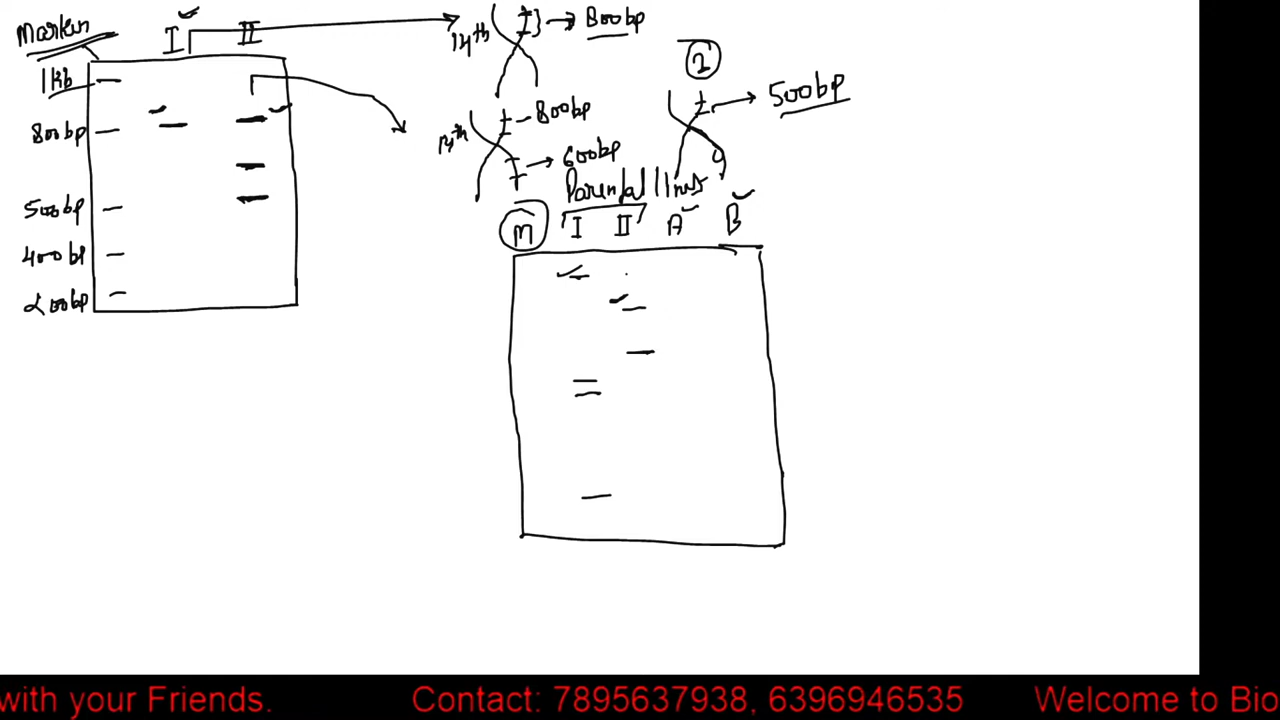 Marker
I II
1kb
800bp
500bp
400bp
200bp
14th I } → 800bp
14th
800bp
600bp
1
500bp
Parental lines
M I II A B
with your Friends. Contact: 7895637938, 6396946535 Welcome to Bio